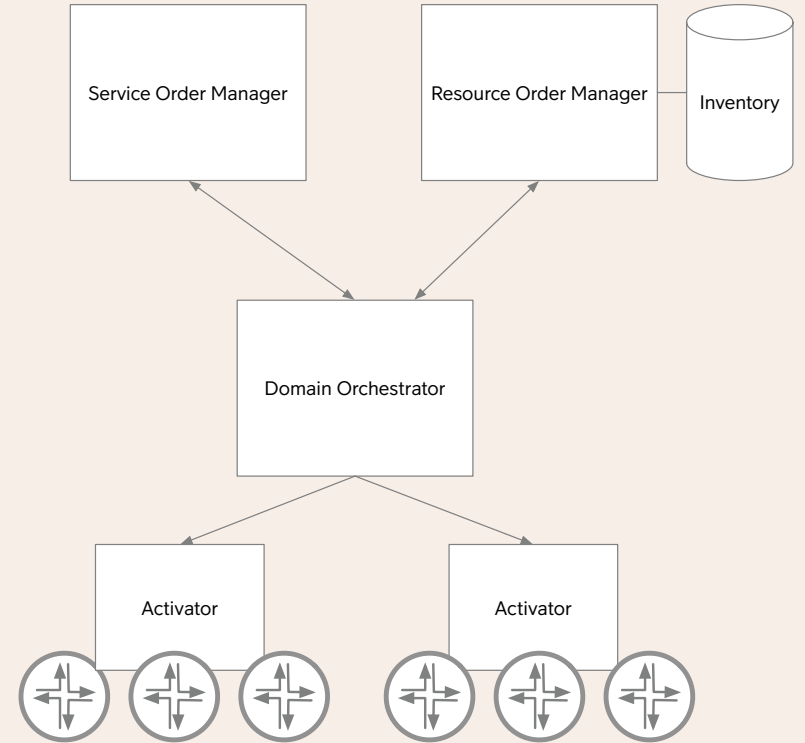 Service Order Manager
Resource Order Manager
Inventory
Domain Orchestrator
Activator
Activator